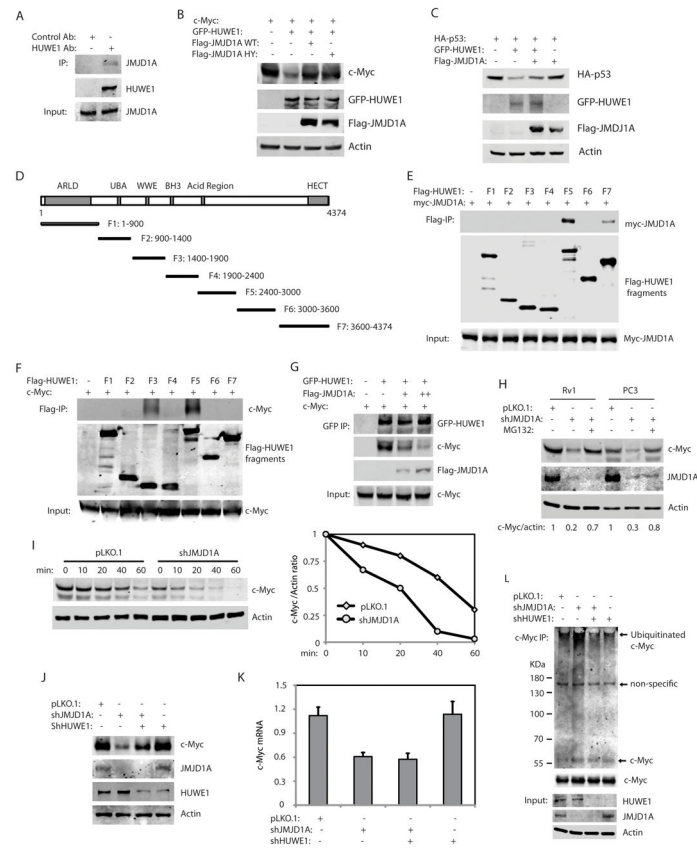 A
Control Ab: + -
HUWE1 Ab: - +
IP: JMJD1A
HUWE1
Input: JMJD1A
B
c-Myc: + + + +
GFP-HUWE1: - + + +
Flag-JMJD1A WT: - - + -
Flag-JMJD1A HY: - - - +
c-Myc
GFP-HUWE1
Flag-JMJD1A
Actin
C
HA-p53: + + + +
GFP-HUWE1: - + + -
Flag-JMJD1A: - - + +
HA-p53
GFP-HUWE1
Flag-JMDJ1A
Actin
D
ARLD UBA WWE BH3 Acid Region HECT
1 4374
F1: 1-900
F2: 900-1400
F3: 1400-1900
F4: 1900-2400
F5: 2400-3000
F6: 3000-3600
F7: 3600-4374
E
Flag-HUWE1: - F1 F2 F3 F4 F5 F6 F7
myc-JMJD1A: + + + + + + + +
Flag-IP: myc-JMJD1A
Flag-HUWE1
fragments
Input: Myc-JMJD1A
F
Flag-HUWE1: - F1 F2 F3 F4 F5 F6 F7
c-Myc: + + + + + + + +
Flag-IP: c-Myc
Flag-HUWE1
fragments
Input: c-Myc
G
GFP-HUWE1: - + + +
Flag-JMJD1A: - - + ++
c-Myc: + + + +
GFP IP: GFP-HUWE1
c-Myc
Flag-JMJD1A
Input: c-Myc
H
Rv1 PC3
pLKO.1: + - - + - -
shJMJD1A: - + + - + +
MG132: - - + - - +
c-Myc
JMJD1A
Actin
c-Myc/actin: 1 0.2 0.7 1 0.3 0.8
I
pLKO.1 shJMJD1A
min: 0 10 20 40 60 0 10 20 40 60
c-Myc
Actin
c-Myc /Actin ratio
1
0.75
0.5
0.25
0
pLKO.1
shJMJD1A
min: 0 10 20 40 60
J
pLKO.1: + - - -
shJMJD1A: - + + -
ShHUWE1: - - + +
c-Myc
JMJD1A
HUWE1
Actin
K
c-Myc mRNA
1.5
1.2
0.9
0.6
0.3
0
pLKO.1: + - - -
shJMJD1A: - + + -
shHUWE1: - - + +
L
pLKO.1: + - - -
shJMJD1A: - + + -
shHUWE1: - - + +
c-Myc IP:
Ubiquitinated
c-Myc
KDa
180
130
100
70
55
non-specific
c-Myc
c-Myc
Input: HUWE1
JMJD1A
Actin